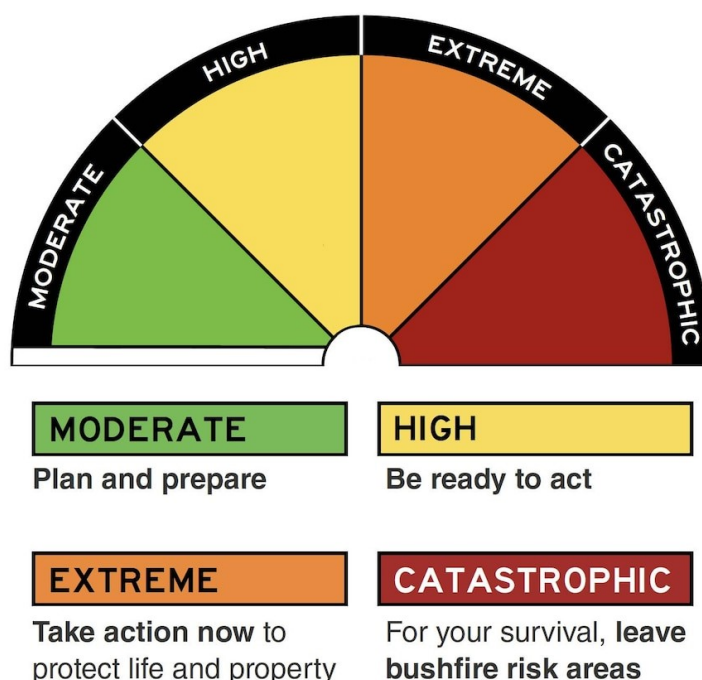 MODERATE
HIGH
EXTREME
CATASTROPHIC
MODERATE
Plan and prepare
HIGH
Be ready to act
EXTREME
Take action now to
protect life and property
CATASTROPHIC
For your survival, leave
bushfire risk areas